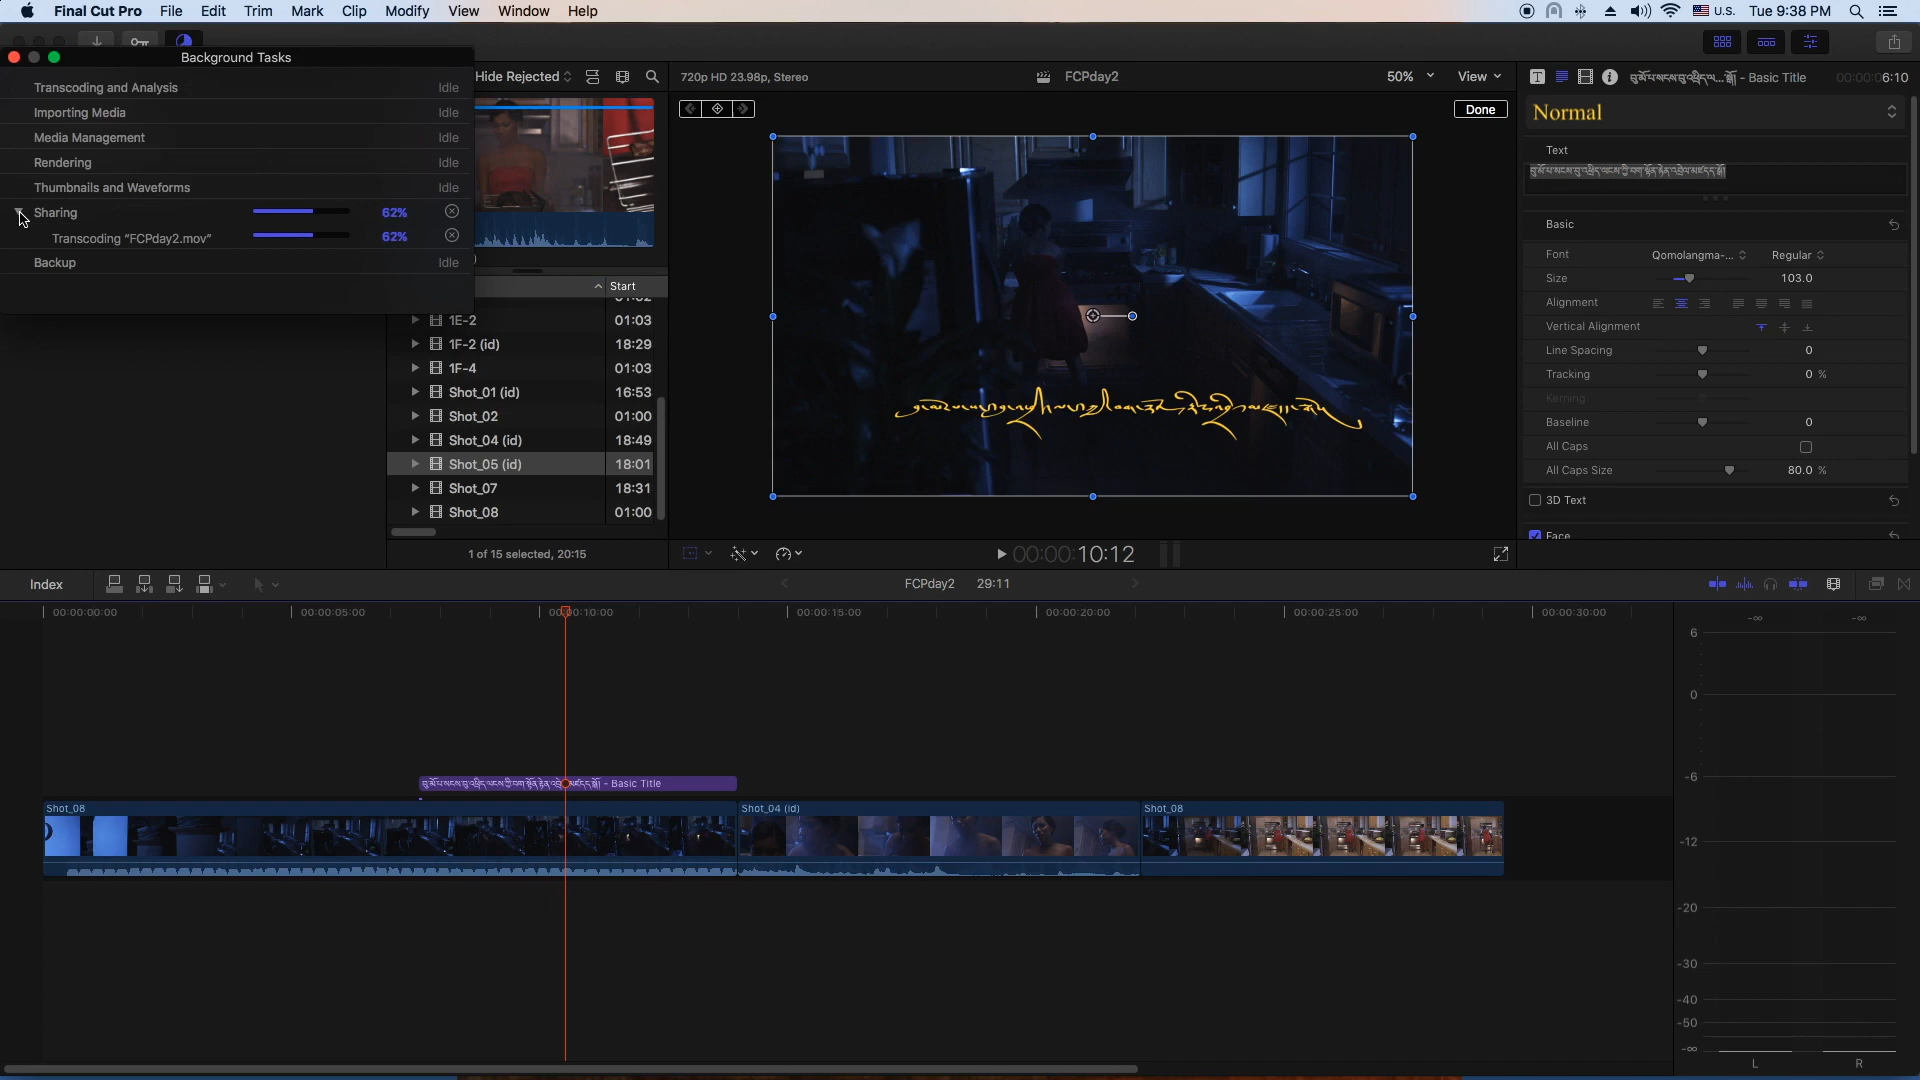 Final Cut Pro File Edit Trim Mark Clip Modify View Window Help U.S. Tue 9:38 PM
Background Tasks
Transcoding and Analysis Idle
Importing Media Idle
Media Management Idle
Rendering Idle
Thumbnails and Waveforms Idle
Sharing 62%
Transcoding "FCPday2.mov" 62%
Backup Idle
Hide Rejected
Start
1E-2 01:03
1F-2 (id) 18:29
1F-4 01:03
Shot_01 (id) 16:53
Shot_02 01:00
Shot_04 (id) 18:49
Shot_05 (id) 18:01
Shot_07 18:31
Shot_08 01:00
1 of 15 selected, 20:15
720p HD 23.98p, Stereo FCPday2 50% View
Done
00:00:10:12
- Basic Title 00:00:06:10
Normal
Text
Basic
Font Qomolangma-... Regular
Size 103.0
Alignment
Vertical Alignment
Line Spacing 0
Tracking 0 %
Kerning
Baseline 0
All Caps
All Caps Size 80.0 %
3D Text
Face
Index FCPday2 29:11
00:00:00:00 00:00:05:00 00:00:10:00 00:00:15:00 00:00:20:00 00:00:25:00 00:00:30:00
- Basic Title
Shot_08 Shot_04 (id) Shot_08
-∞ -∞
6
0
-6
-12
-20
-30
-40
-50
-∞
L R